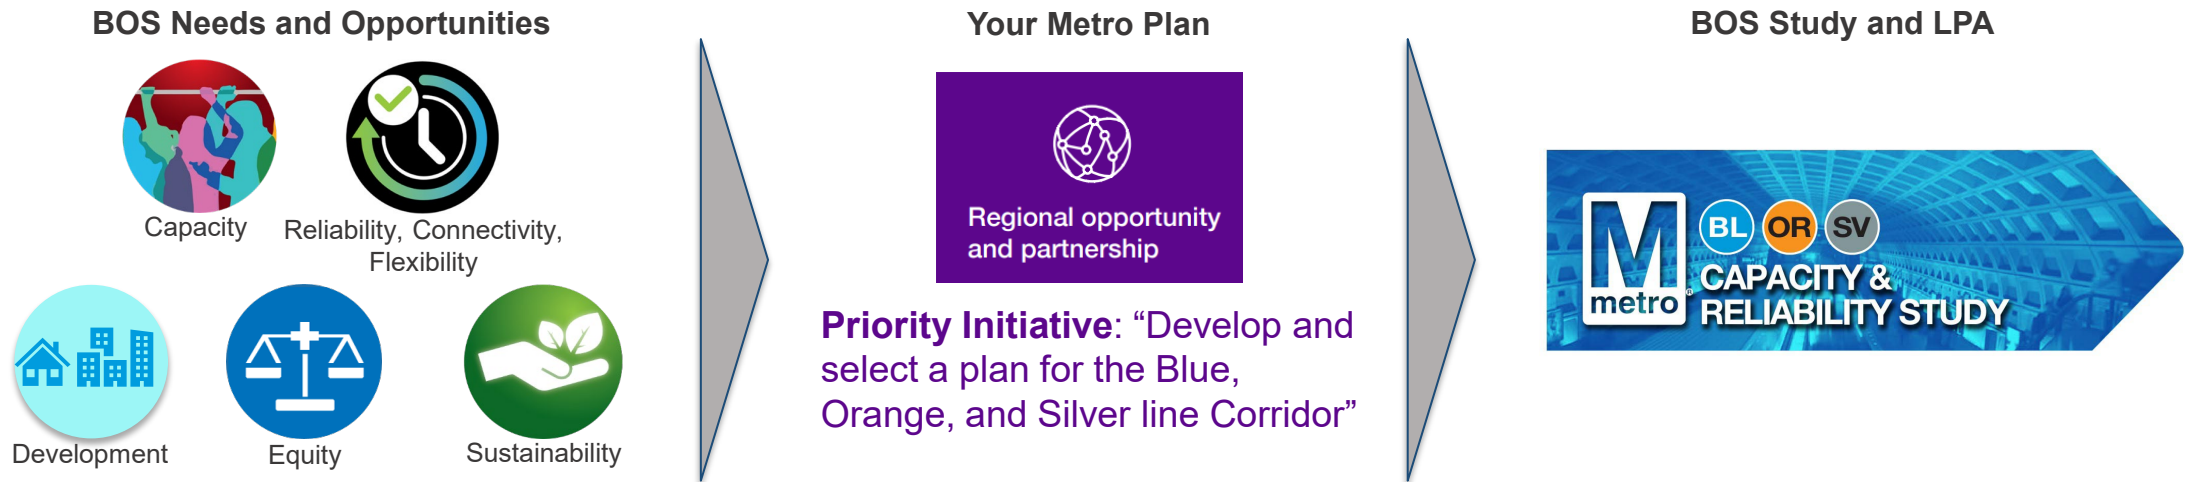 BOS Needs and Opportunities
Capacity
Reliability, Connectivity,
Flexibility
Development
Equity
Sustainability
Your Metro Plan
Regional opportunity
and partnership
Priority Initiative: “Develop and
select a plan for the Blue,
Orange, and Silver line Corridor”
BOS Study and LPA
M
metro®
BL OR SV
CAPACITY &
RELIABILITY STUDY